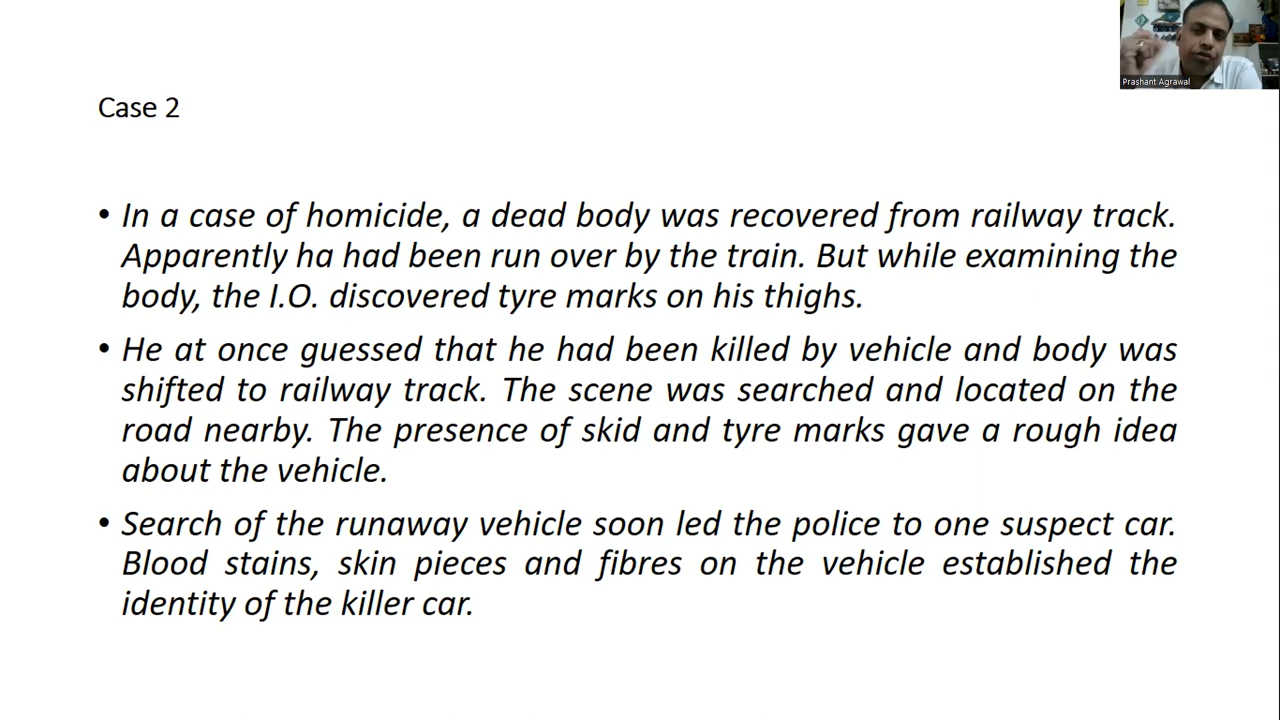 Prashant Agrawal
Case 2
• In a case of homicide, a dead body was recovered from railway track.
Apparently ha had been run over by the train. But while examining the
body, the I.O. discovered tyre marks on his thighs.
• He at once guessed that he had been killed by vehicle and body was
shifted to railway track. The scene was searched and located on the
road nearby. The presence of skid and tyre marks gave a rough idea
about the vehicle.
• Search of the runaway vehicle soon led the police to one suspect car.
Blood stains, skin pieces and fibres on the vehicle established the
identity of the killer car.